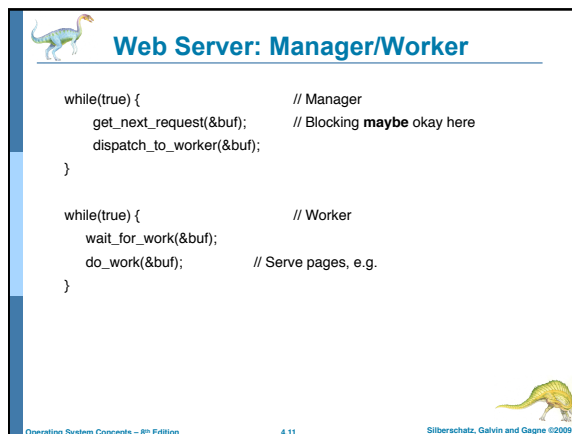 Web Server: Manager/Worker
while(true) { // Manager
get_next_request(&buf); // Blocking maybe okay here
dispatch_to_worker(&buf);
}
while(true) { // Worker
wait_for_work(&buf);
do_work(&buf); // Serve pages, e.g.
}
Operating System Concepts – 8th Edition 4.11 Silberschatz, Galvin and Gagne ©2009